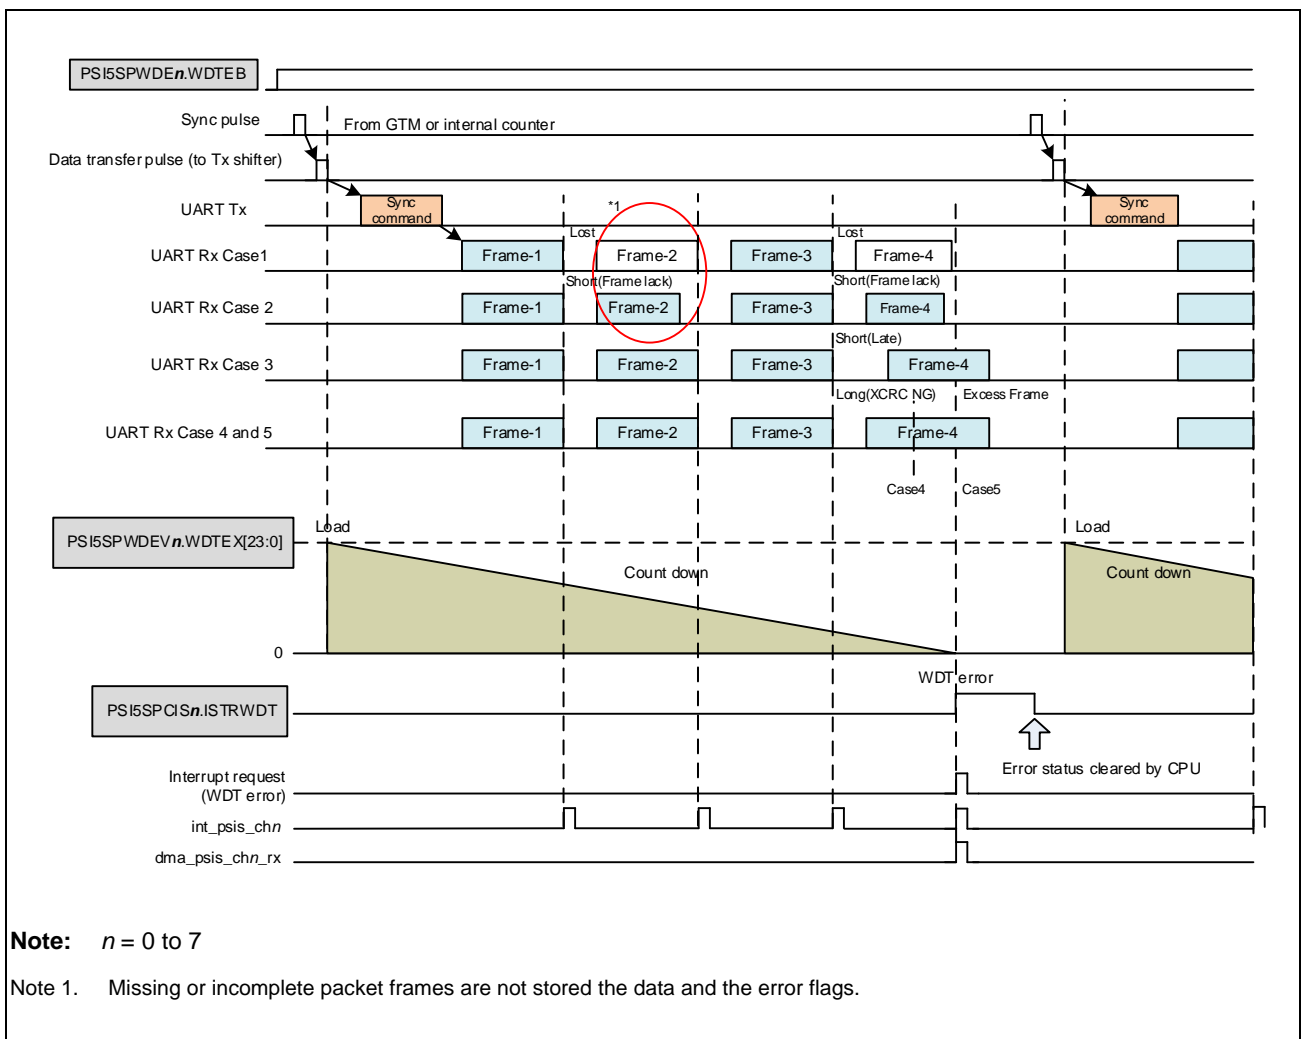 PSI5SPWDEn.WDTEB
Sync pulse
From GTM or internal counter
Data transfer pulse (to Tx shifter)
UART Tx
Sync
command
*1
Sync
command
Lost
Lost
UART Rx Case1
Frame-1
Frame-2
Frame-3
Frame-4
Short(Frame lack)
Short(Frame lack)
UART Rx Case 2
Frame-1
Frame-2
Frame-3
Frame-4
Short(Late)
UART Rx Case 3
Frame-1
Frame-2
Frame-3
Frame-4
Long(XCRC NG)
Excess Frame
UART Rx Case 4 and 5
Frame-1
Frame-2
Frame-3
Frame-4
Case4
Case5
Load
Load
PSI5SPWDEVn.WDTEX[23:0]
Count down
Count down
0
WDT error
PSI5SPCISn.ISTRWDT
Error status cleared by CPU
Interrupt request
(WDT error)
int_psis_chn
dma_psis_chn_rx
Note: n = 0 to 7
Note 1. Missing or incomplete packet frames are not stored the data and the error flags.